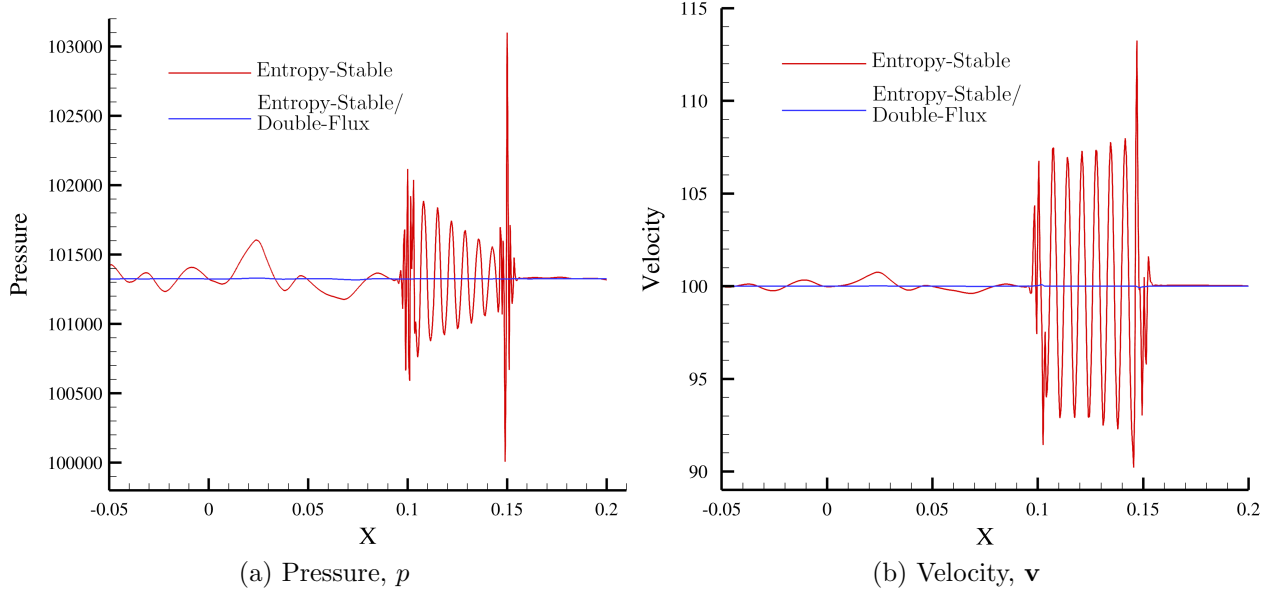 103000
102500
102000
101500
101000
100500
100000
Pressure
Entropy-Stable
Entropy-Stable/
Double-Flux
-0.05
0
0.05
0.1
0.15
0.2
X
(a) Pressure, p
115
110
105
100
95
90
Velocity
Entropy-Stable
Entropy-Stable/
Double-Flux
-0.05
0
0.05
0.1
0.15
0.2
X
(b) Velocity, v